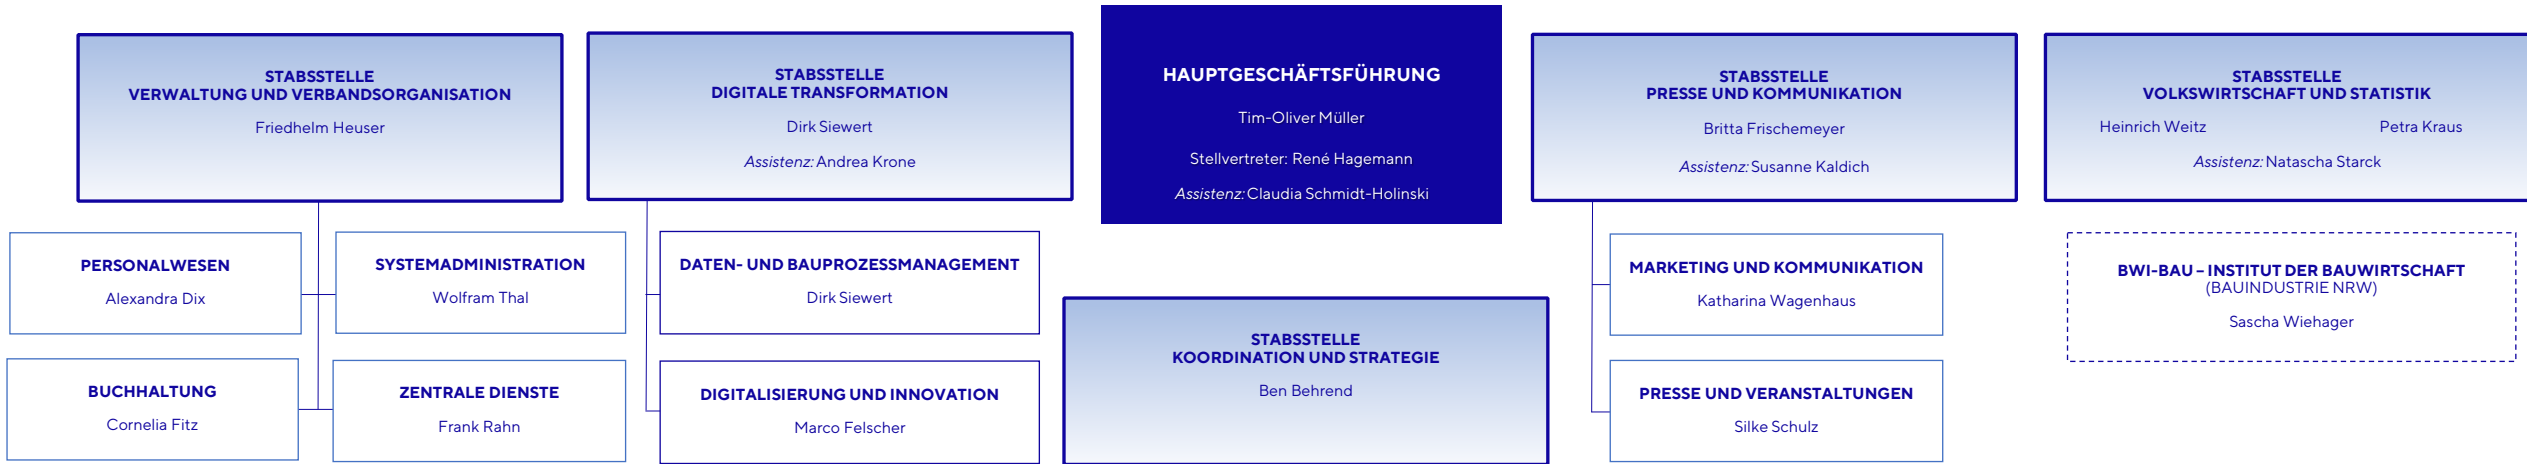 STABSSTELLE
VERWALTUNG UND VERBANDSORGANISATION
Friedhelm Heuser
STABSSTELLE
DIGITALE TRANSFORMATION
Dirk Siewert
Assistenz: Andrea Krone
HAUPTGESCHÄFTSFÜHRUNG
Tim-Oliver Müller
Stellvertreter: René Hagemann
Assistenz: Claudia Schmidt-Holinski
STABSSTELLE
PRESSE UND KOMMUNIKATION
Britta Frischemeyer
Assistenz: Susanne Kaldich
STABSSTELLE
VOLKSWIRTSCHAFT UND STATISTIK
Heinrich Weitz Petra Kraus
Assistenz: Natascha Starck
PERSONALWESEN
Alexandra Dix
SYSTEMADMINISTRATION
Wolfram Thal
DATEN- UND BAUPROZESSMANAGEMENT
Dirk Siewert
MARKETING UND KOMMUNIKATION
Katharina Wagenhaus
BWI-BAU – INSTITUT DER BAUWIRTSCHAFT
(BAUINDUSTRIE NRW)
Sascha Wiehager
STABSSTELLE
KOORDINATION UND STRATEGIE
Ben Behrend
BUCHHALTUNG
Cornelia Fitz
ZENTRALE DIENSTE
Frank Rahn
DIGITALISIERUNG UND INNOVATION
Marco Felscher
PRESSE UND VERANSTALTUNGEN
Silke Schulz